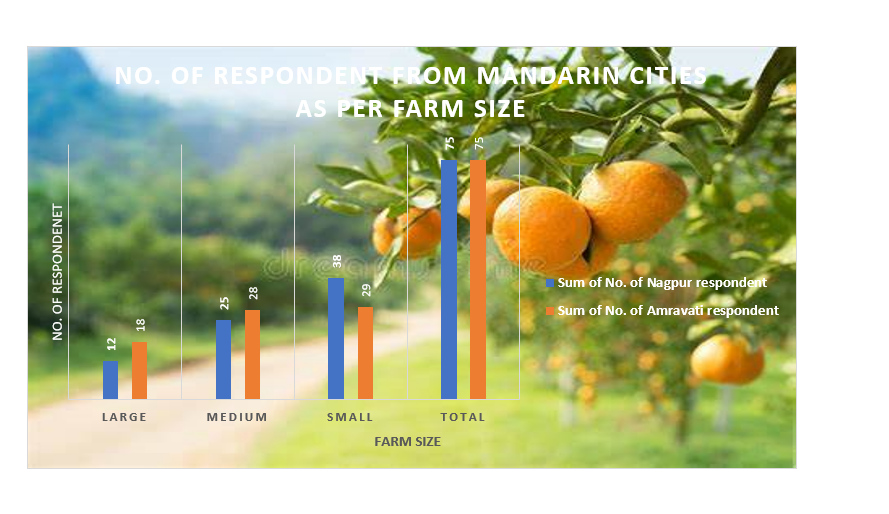 NO. OF RESPONDENT FROM MANDARIN CITIES
AS PER FARM SIZE
NO. OF RESPONDENET
12
18
25
28
38
29
75
75
LARGE
MEDIUM
SMALL
TOTAL
FARM SIZE
Sum of No. of Nagpur respondent
Sum of No. of Amravati respondent
dreamstime